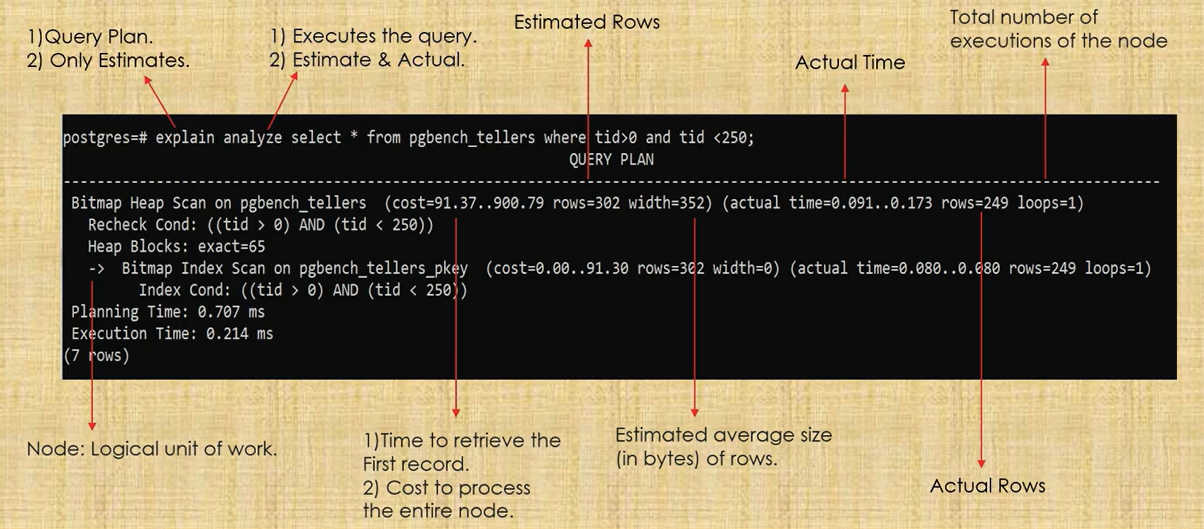 1)Query Plan.
2) Only Estimates.
1) Executes the query.
2) Estimate & Actual.
Estimated Rows
Actual Time
Total number of
executions of the node
postgres=# explain analyze select * from pgbench_tellers where tid>0 and tid <250;
QUERY PLAN
--------------------------------------------------------------------------------
Bitmap Heap Scan on pgbench_tellers (cost=91.37..900.79 rows=302 width=352) (actual time=0.091..0.173 rows=249 loops=1)
Recheck Cond: ((tid > 0) AND (tid < 250))
Heap Blocks: exact=65
-> Bitmap Index Scan on pgbench_tellers_pkey (cost=0.00..91.30 rows=302 width=0) (actual time=0.080..0.080 rows=249 loops=1)
Index Cond: ((tid > 0) AND (tid < 250))
Planning Time: 0.707 ms
Execution Time: 0.214 ms
(7 rows)
Node: Logical unit of work.
1)Time to retrieve the
First record.
2) Cost to process
the entire node.
Estimated average size
(in bytes) of rows.
Actual Rows